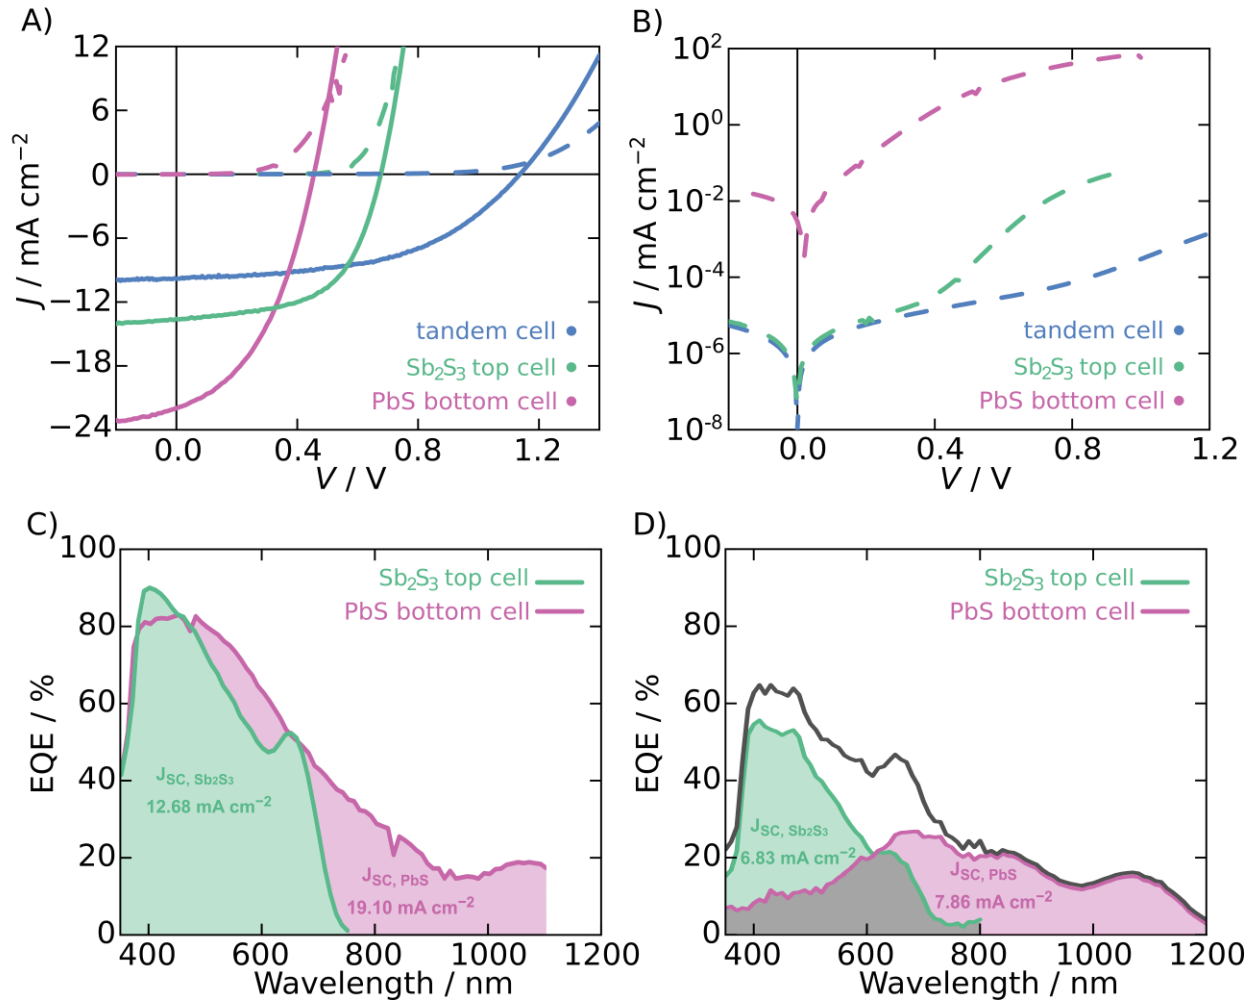 A)
12
6
0
−6
−12
−18
−24
J / mA cm⁻²
0.0 0.4 0.8 1.2
V / V
tandem cell
Sb₂S₃ top cell
PbS bottom cell
B)
10²
10⁰
10⁻²
10⁻⁴
10⁻⁶
10⁻⁸
J / mA cm⁻²
0.0 0.4 0.8 1.2
V / V
tandem cell
Sb₂S₃ top cell
PbS bottom cell
C)
100
80
60
40
20
0
EQE / %
400 600 800 1000 1200
Wavelength / nm
Sb₂S₃ top cell
PbS bottom cell
JSC, Sb₂S₃
12.68 mA cm⁻²
JSC, PbS
19.10 mA cm⁻²
D)
100
80
60
40
20
0
EQE / %
400 600 800 1000 1200
Wavelength / nm
Sb₂S₃ top cell
PbS bottom cell
JSC, Sb₂S₃
6.83 mA cm⁻²
JSC, PbS
7.86 mA cm⁻²